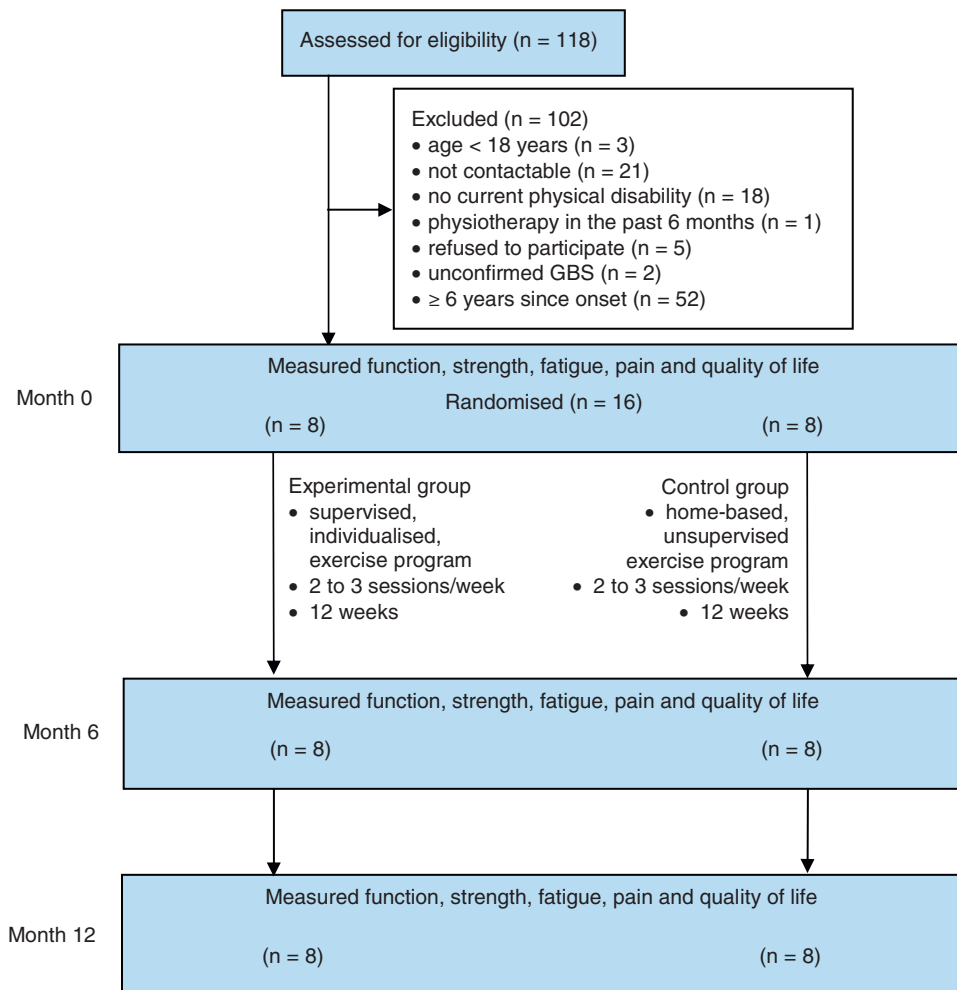 Assessed for eligibility (n = 118)
Excluded (n = 102)
• age < 18 years (n = 3)
• not contactable (n = 21)
• no current physical disability (n = 18)
• physiotherapy in the past 6 months (n = 1)
• refused to participate (n = 5)
• unconfirmed GBS (n = 2)
• ≥ 6 years since onset (n = 52)
Month 0
Measured function, strength, fatigue, pain and quality of life
Randomised (n = 16)
(n = 8)
(n = 8)
Experimental group
• supervised,
individualised,
exercise program
• 2 to 3 sessions/week
• 12 weeks
Control group
• home-based,
unsupervised
exercise program
• 2 to 3 sessions/week
• 12 weeks
Month 6
Measured function, strength, fatigue, pain and quality of life
(n = 8)
(n = 8)
Month 12
Measured function, strength, fatigue, pain and quality of life
(n = 8)
(n = 8)